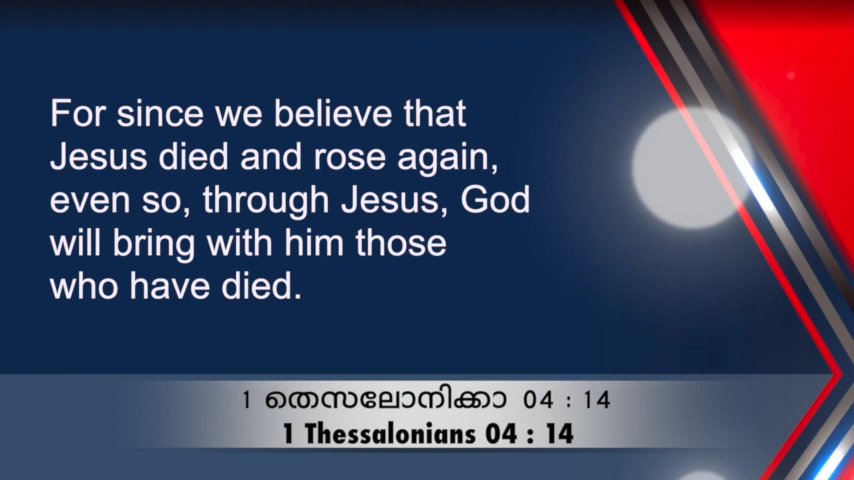 For since we believe that
Jesus died and rose again,
even so, through Jesus, God
will bring with him those
who have died.
1 തെസലോനിക്കാ 04 : 14
1 Thessalonians 04 : 14